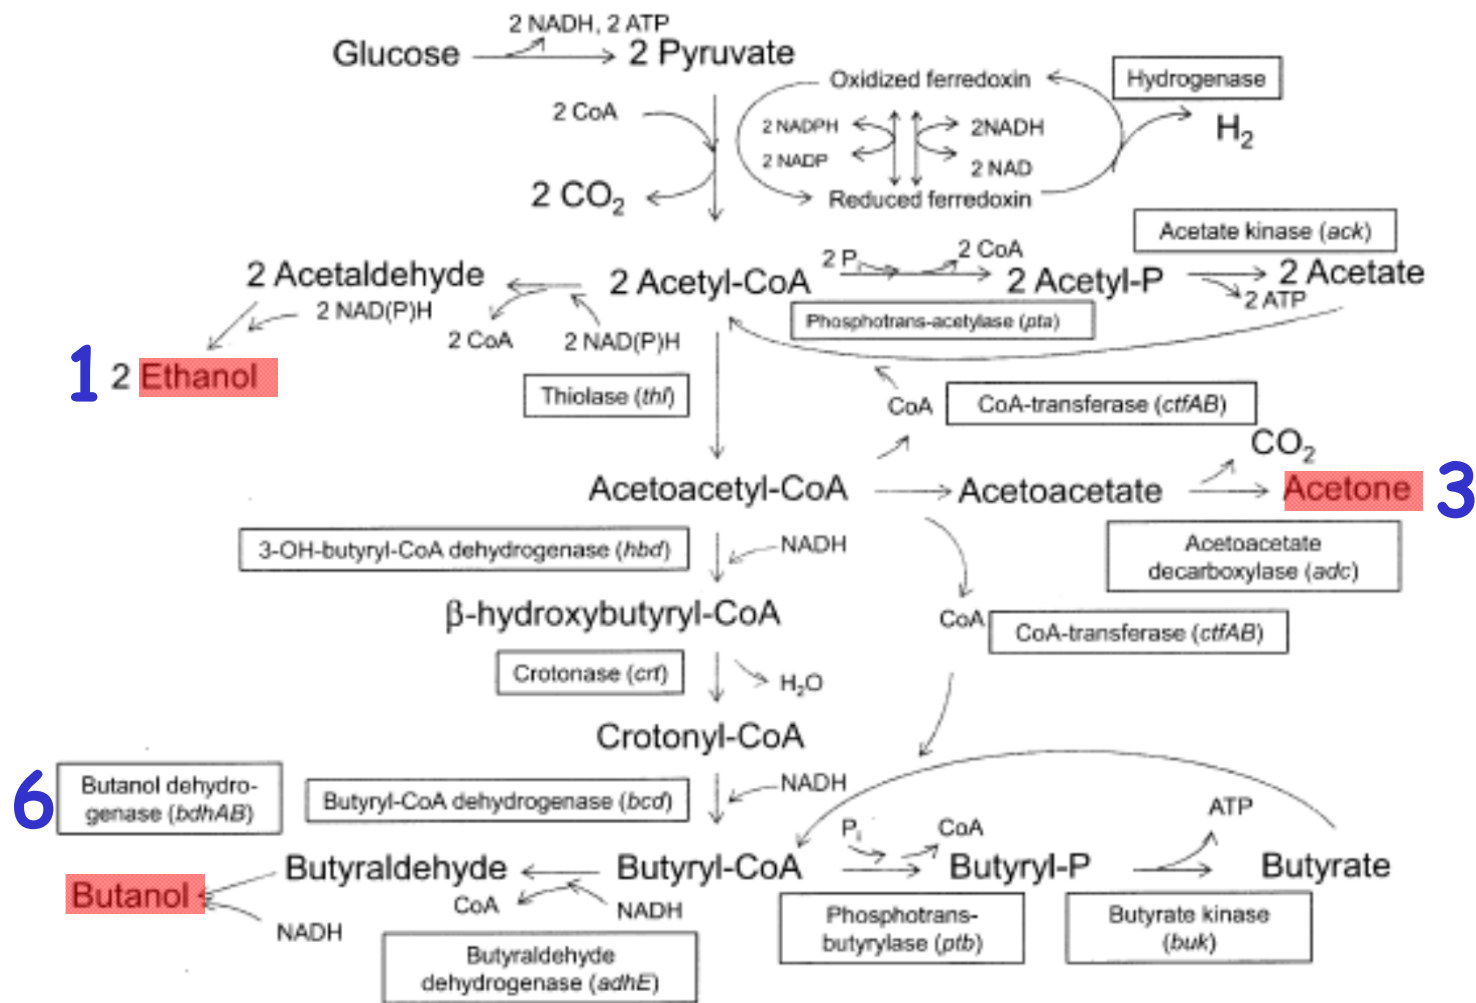 2 NADH, 2 ATP
Glucose
2 Pyruvate
Oxidized ferredoxin
Hydrogenase
2 CoA
2 NADPH
2NADH
H2
2 NADP
2 NAD
2 CO2
Reduced ferredoxin
Acetate kinase (ack)
2 Acetaldehyde
2 Acetyl-CoA
2 Pi
2 CoA
2 Acetyl-P
2 Acetate
2 ATP
2 NAD(P)H
2 CoA
2 NAD(P)H
Phosphotrans-acetylase (pta)
1
2 Ethanol
Thiolase (thl)
CoA
CoA-transferase (ctfAB)
CO2
Acetoacetyl-CoA
Acetoacetate
Acetone
3
3-OH-butyryl-CoA dehydrogenase (hbd)
NADH
Acetoacetate
decarboxylase (adc)
β-hydroxybutyryl-CoA
CoA
CoA-transferase (ctfAB)
Crotonase (crt)
H2O
Crotonyl-CoA
6
Butanol dehydro-
genase (bdhAB)
Butyryl-CoA dehydrogenase (bcd)
NADH
Pi
CoA
ATP
Butanol
Butyraldehyde
Butyryl-CoA
Butyryl-P
Butyrate
NADH
CoA
NADH
Butyraldehyde
dehydrogenase (adhE)
Phosphotrans-
butyrylase (ptb)
Butyrate kinase
(buk)